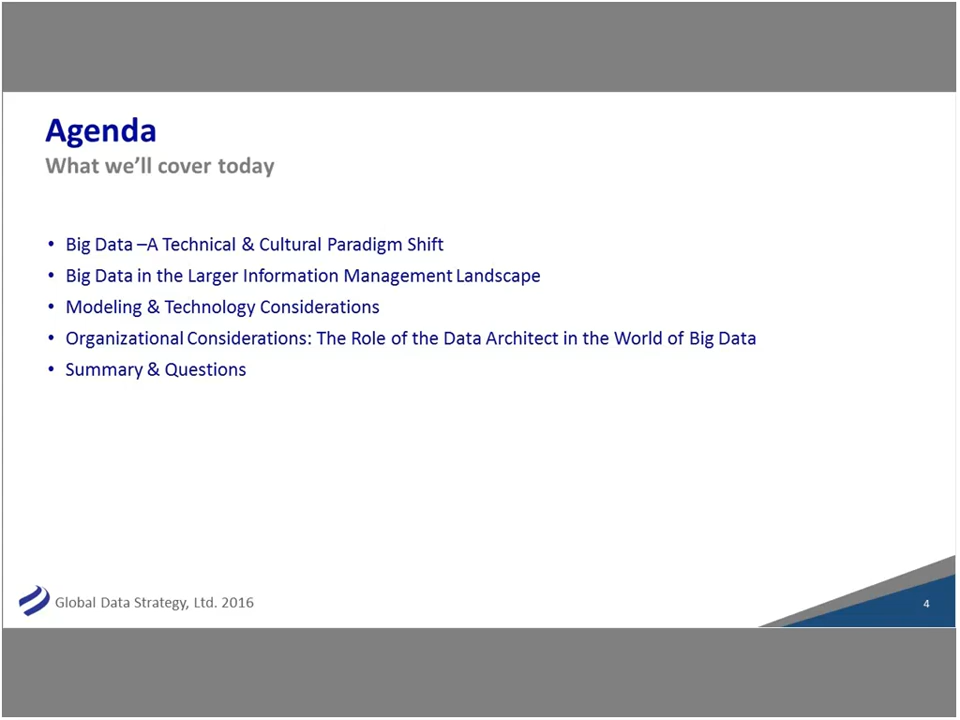 Agenda
What we’ll cover today
• Big Data –A Technical & Cultural Paradigm Shift
• Big Data in the Larger Information Management Landscape
• Modeling & Technology Considerations
• Organizational Considerations: The Role of the Data Architect in the World of Big Data
• Summary & Questions
Global Data Strategy, Ltd. 2016
4